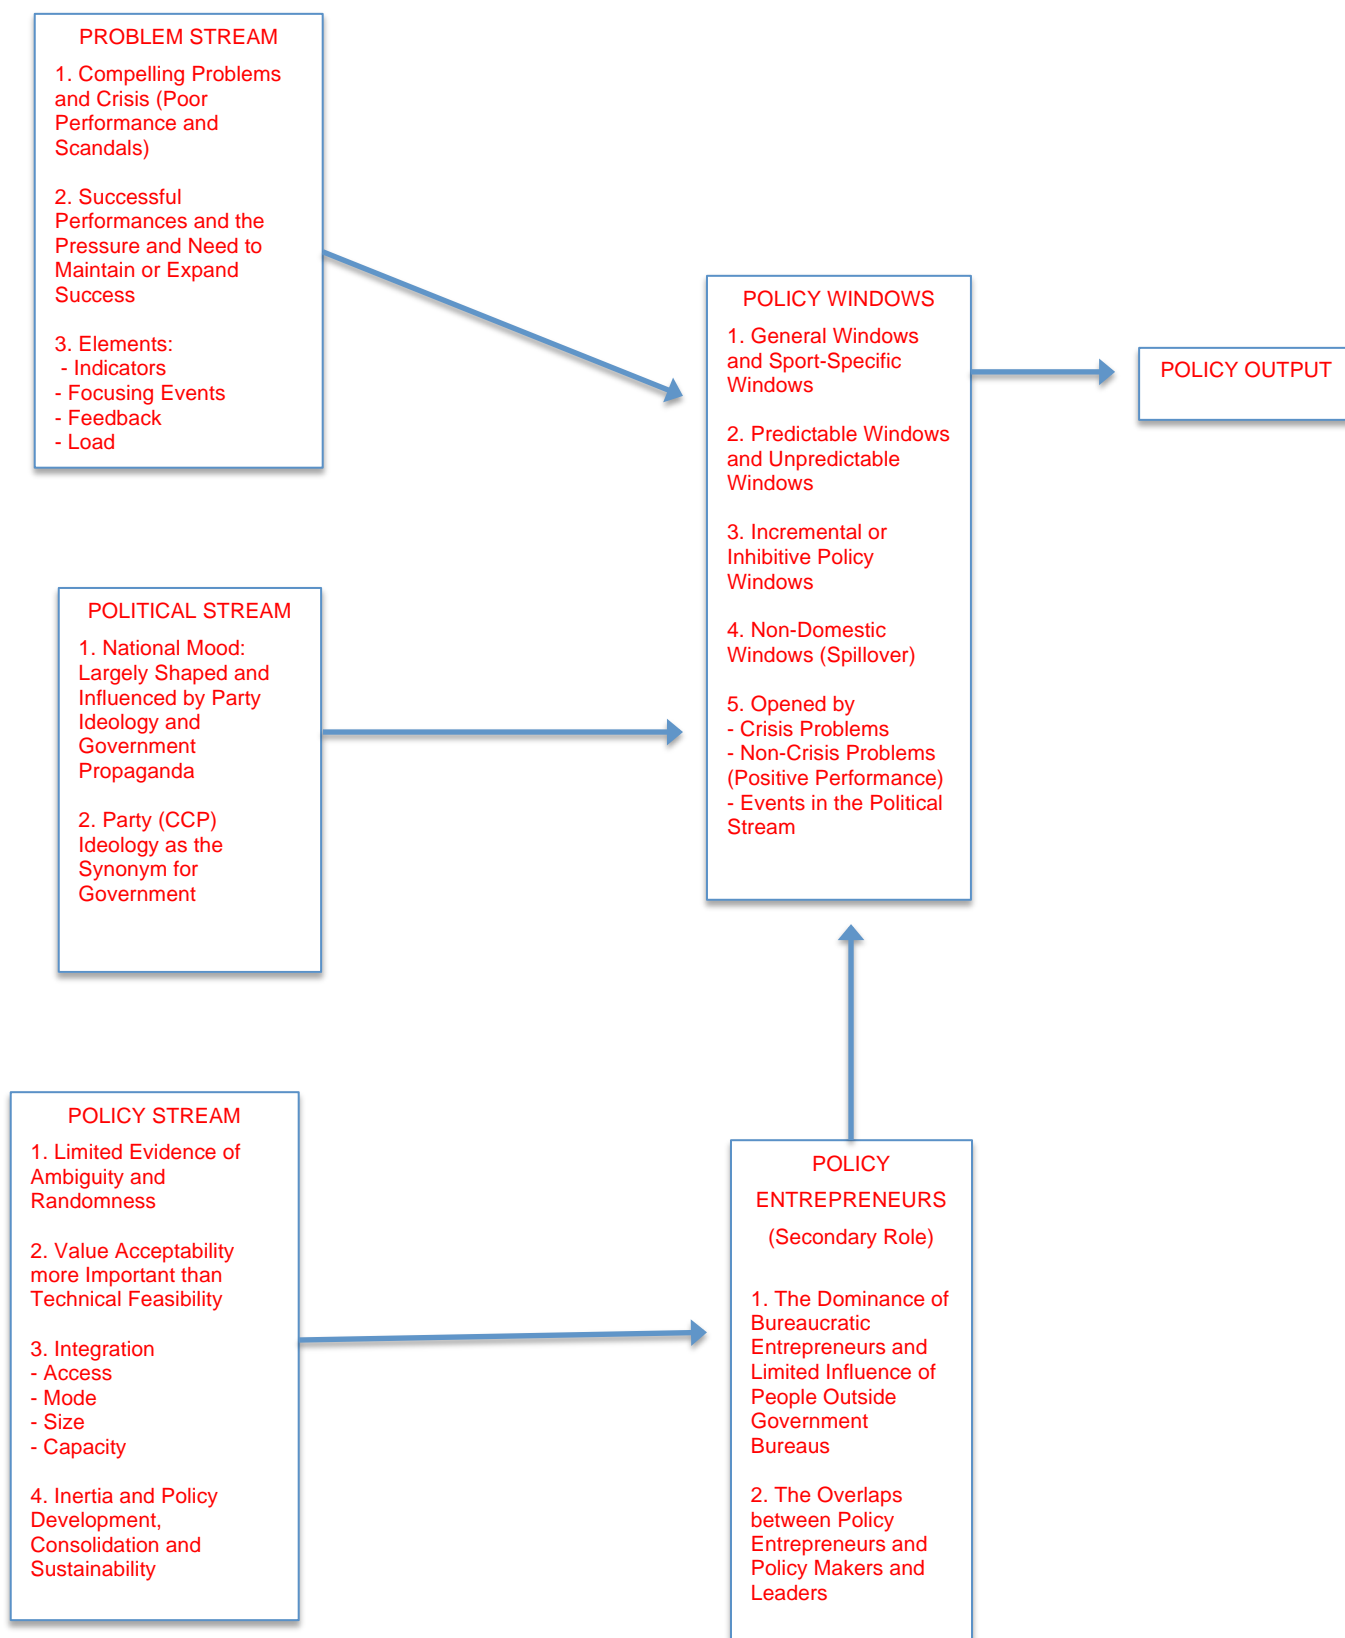 PROBLEM STREAM
1. Compelling Problems
and Crisis (Poor
Performance and
Scandals)
2. Successful
Performances and the
Pressure and Need to
Maintain or Expand
Success
3. Elements:
- Indicators
- Focusing Events
- Feedback
- Load
POLITICAL STREAM
1. National Mood:
Largely Shaped and
Influenced by Party
Ideology and
Government
Propaganda
2. Party (CCP)
Ideology as the
Synonym for
Government
POLICY STREAM
1. Limited Evidence of
Ambiguity and
Randomness
2. Value Acceptability
more Important than
Technical Feasibility
3. Integration
- Access
- Mode
- Size
- Capacity
4. Inertia and Policy
Development,
Consolidation and
Sustainability
POLICY WINDOWS
1. General Windows
and Sport-Specific
Windows
2. Predictable Windows
and Unpredictable
Windows
3. Incremental or
Inhibitive Policy
Windows
4. Non-Domestic
Windows (Spillover)
5. Opened by
- Crisis Problems
- Non-Crisis Problems
(Positive Performance)
- Events in the Political
Stream
POLICY
ENTREPRENEURS
(Secondary Role)
1. The Dominance of
Bureaucratic
Entrepreneurs and
Limited Influence of
People Outside
Government
Bureaus
2. The Overlaps
between Policy
Entrepreneurs and
Policy Makers and
Leaders
POLICY OUTPUT